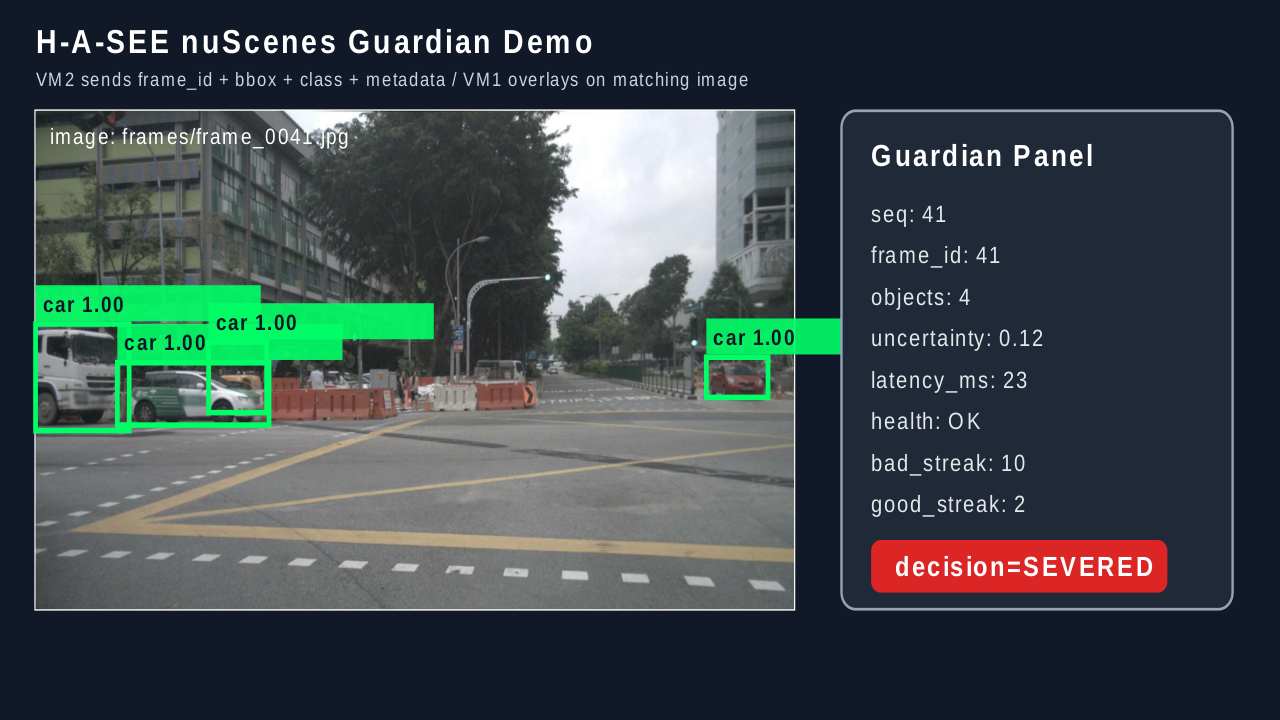 H-A-SEE nuScenes Guardian Demo
VM2 sends frame_id + bbox + class + metadata / VM1 overlays on matching image
image: frames/frame_0041.jpg
car 1.00
car 1.00
car 1.00
car 1.00
Guardian Panel
seq: 41
frame_id: 41
objects: 4
uncertainty: 0.12
latency_ms: 23
health: OK
bad_streak: 10
good_streak: 2
decision=SEVERED